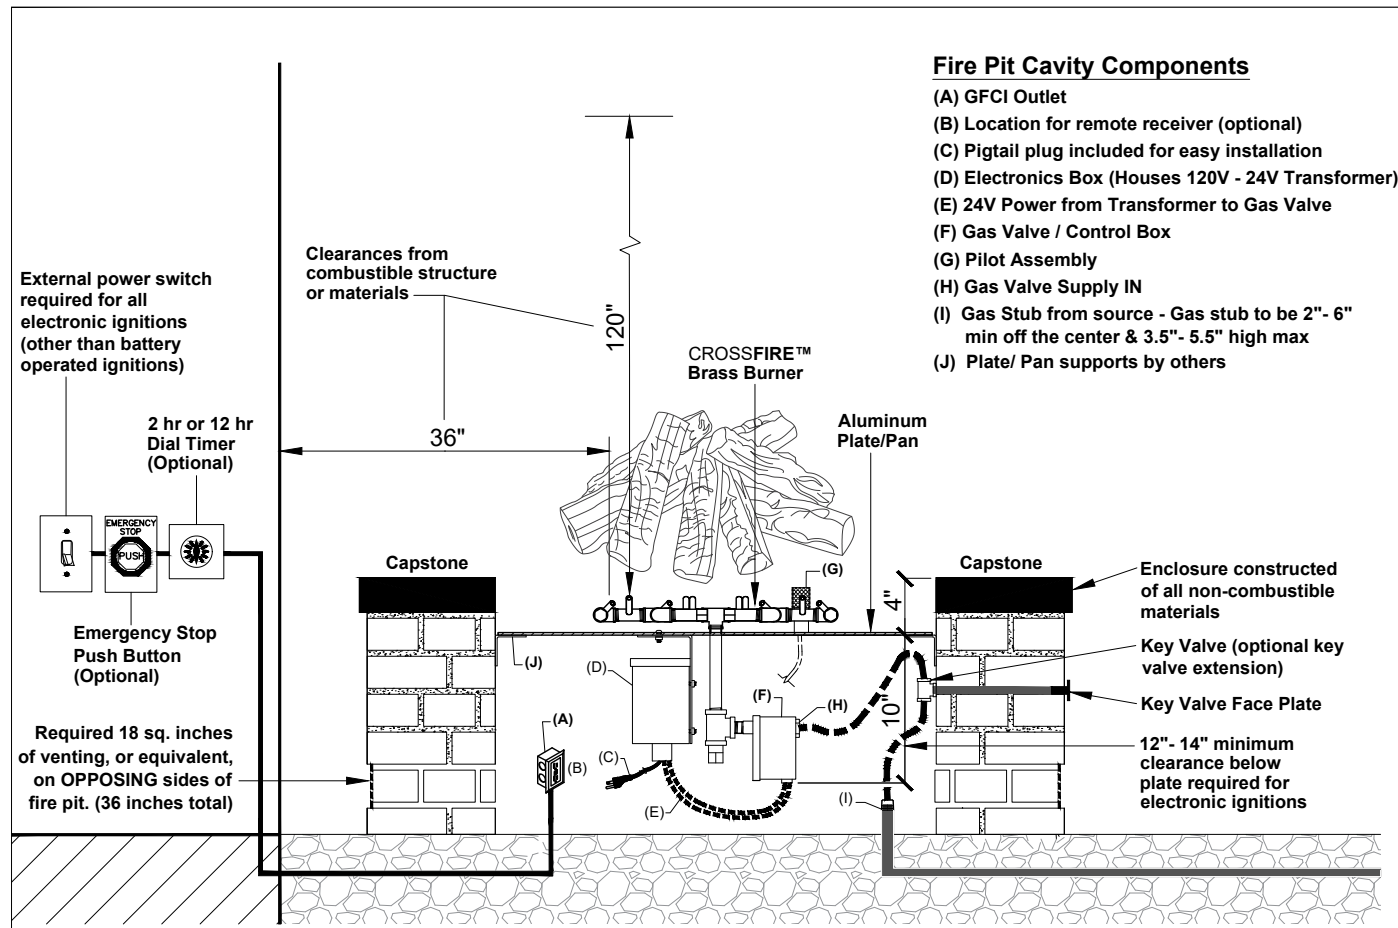 Fire Pit Cavity Components
(A) GFCI Outlet
(B) Location for remote receiver (optional)
(C) Pigtail plug included for easy installation
(D) Electronics Box (Houses 120V - 24V Transformer)
(E) 24V Power from Transformer to Gas Valve
(F) Gas Valve / Control Box
(G) Pilot Assembly
(H) Gas Valve Supply IN
(I) Gas Stub from source - Gas stub to be 2"- 6"
min off the center & 3.5"- 5.5" high max
(J) Plate/ Pan supports by others
Clearances from
combustible structure
or materials
120"
36"
External power switch
required for all
electronic ignitions
(other than battery
operated ignitions)
2 hr or 12 hr
Dial Timer
(Optional)
EMERGENCY
STOP
PUSH
Emergency Stop
Push Button
(Optional)
Required 18 sq. inches
of venting, or equivalent,
on OPPOSING sides of
fire pit. (36 inches total)
CROSSFIRE™
Brass Burner
Aluminum
Plate/Pan
Capstone
Capstone
(G)
4"
(J)
(D)
(F)
(H)
10"
(A)
(B)
(C)
(E)
(I)
Enclosure constructed
of all non-combustible
materials
Key Valve (optional key
valve extension)
Key Valve Face Plate
12"- 14" minimum
clearance below
plate required for
electronic ignitions